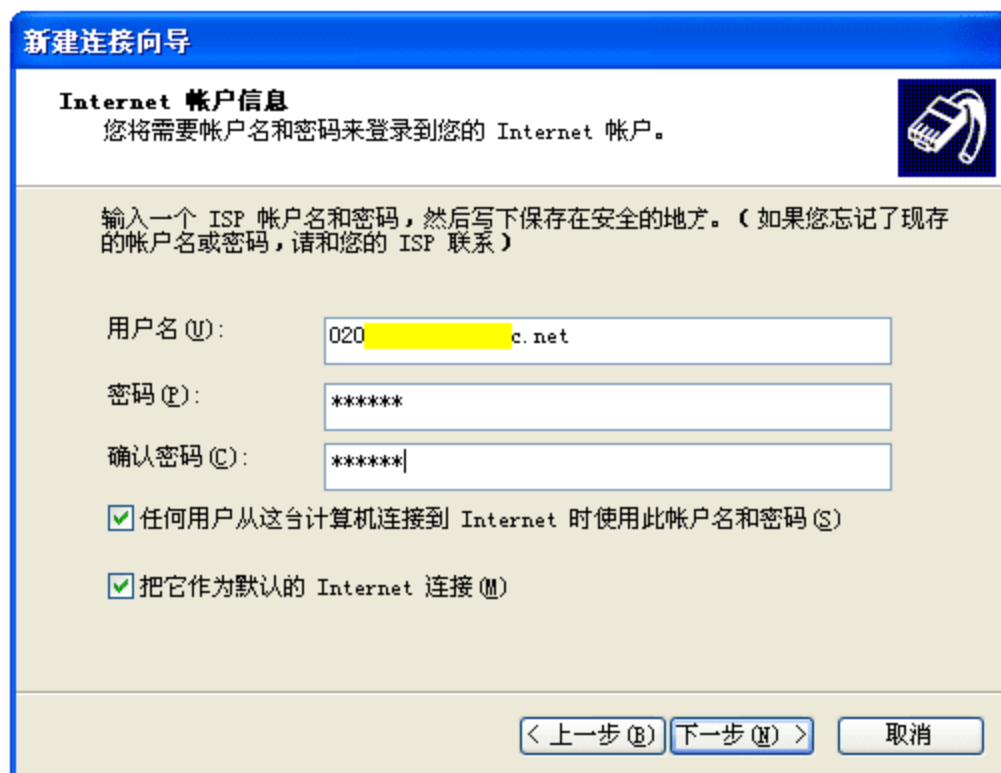 新建连接向导
Internet 帐户信息
您将需要帐户名和密码来登录到您的 Internet 帐户。
输入一个 ISP 帐户名和密码，然后写下保存在安全的地方。(如果您忘记了现存
的帐户名或密码，请和您的 ISP 联系)
用户名(U): 020 c.net
密码(P): ******
确认密码(C): ******
任何用户从这台计算机连接到 Internet 时使用此帐户名和密码(S)
把它作为默认的 Internet 连接(M)
< 上一步(B) 下一步(N) > 取消